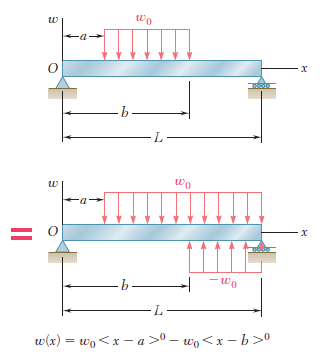 w
w₀
a
O
x
b
L
w
w₀
a
=
O
x
b
−w₀
L
w(x) = w₀ <x − a >⁰ − w₀ <x − b >⁰